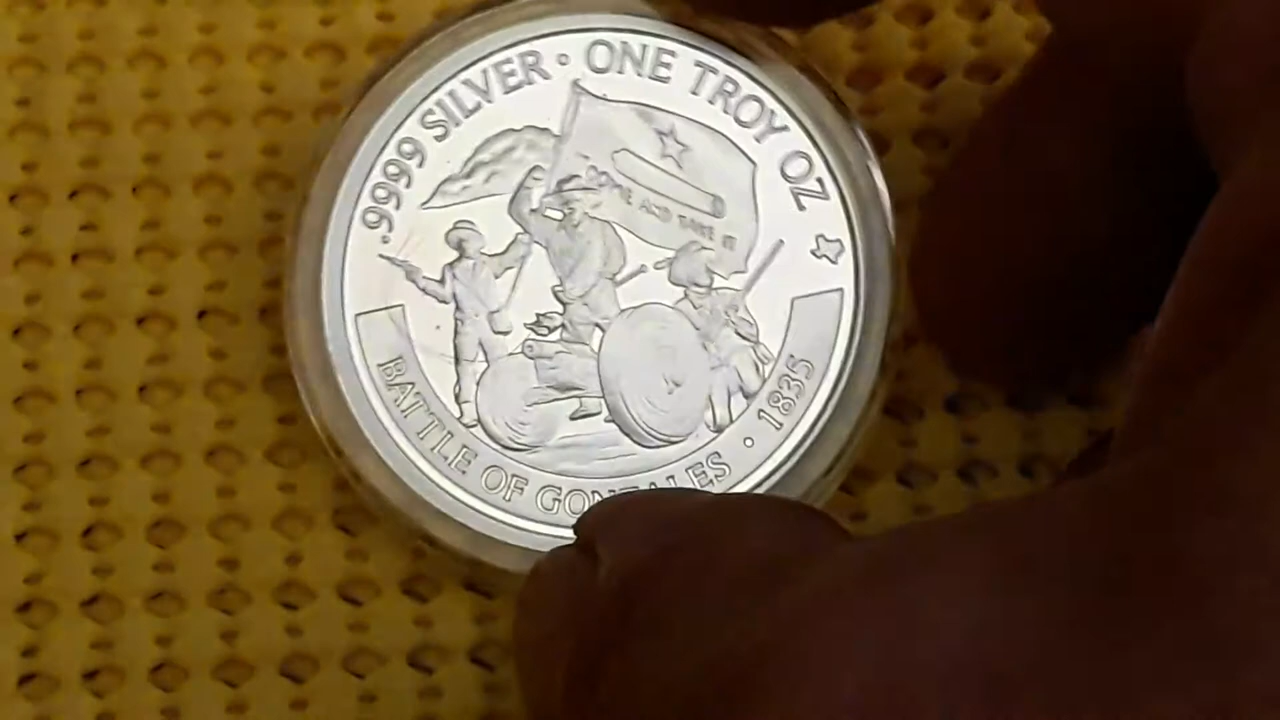 .9999 SILVER · ONE TROY OZ
COME AND TAKE IT
BATTLE OF GONZALES · 1835